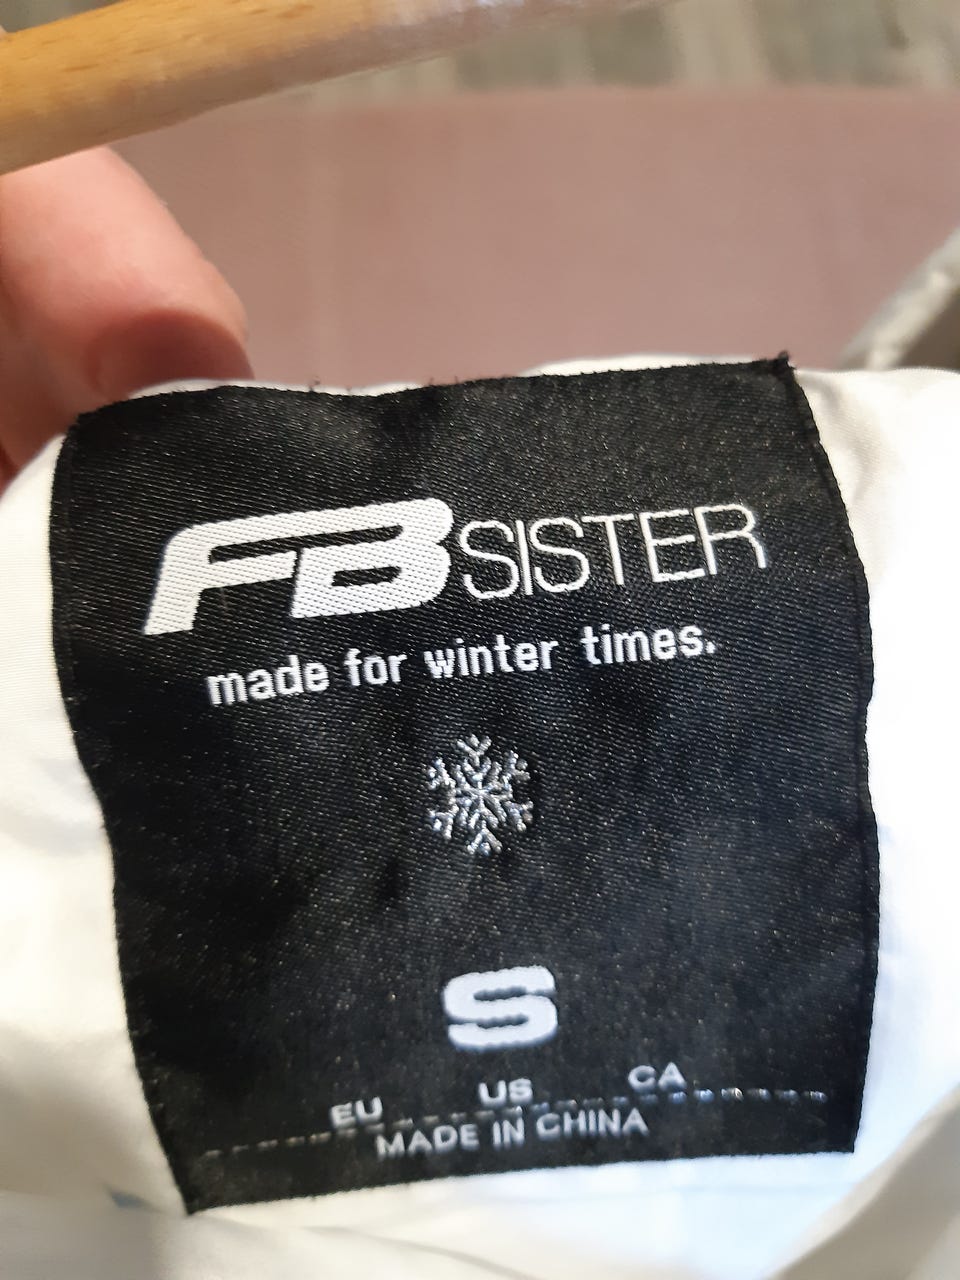 FB SISTER
made for winter times.
S
EU US CA
MADE IN CHINA